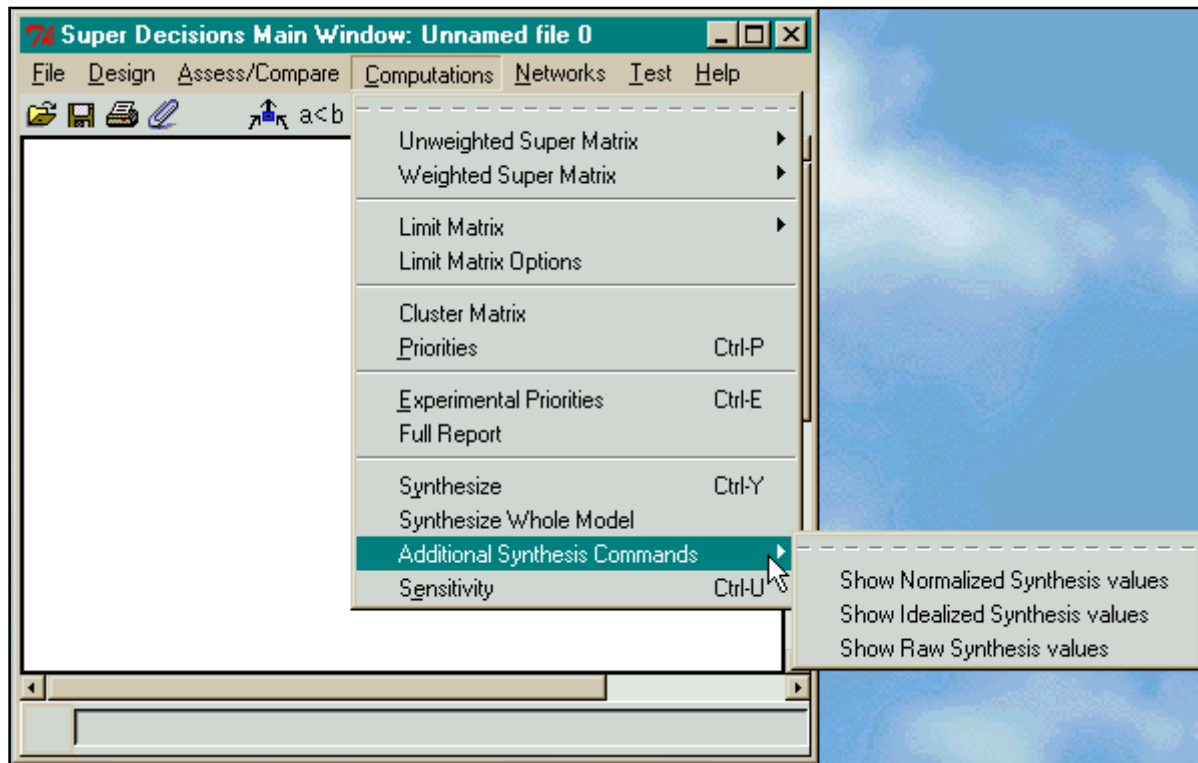 Super Decisions Main Window: Unnamed file 0
File Design Assess/Compare Computations Networks Test Help
a<b
Unweighted Super Matrix
Weighted Super Matrix
Limit Matrix
Limit Matrix Options
Cluster Matrix
Priorities Ctrl-P
Experimental Priorities Ctrl-E
Full Report
Synthesize Ctrl-Y
Synthesize Whole Model
Additional Synthesis Commands
Sensitivity Ctrl-U
Show Normalized Synthesis values
Show Idealized Synthesis values
Show Raw Synthesis values